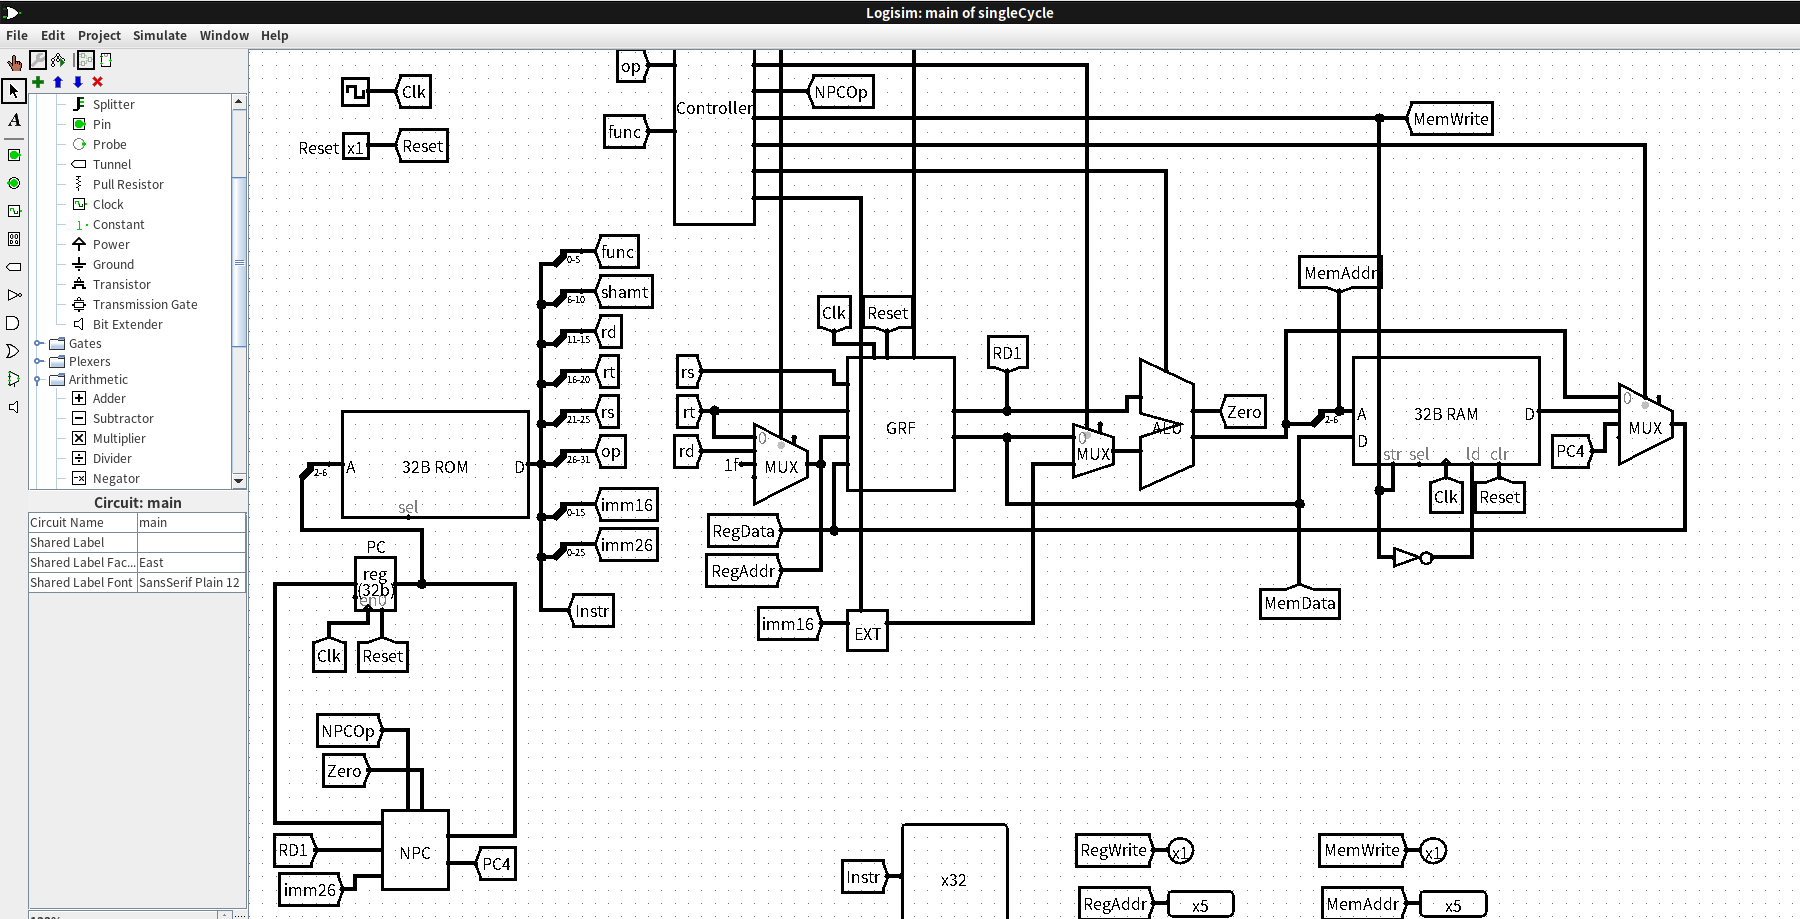 Logisim: main of singleCycle
File Edit Project Simulate Window Help
A
Splitter
Pin
Probe
Tunnel
Pull Resistor
Clock
Constant
Power
Ground
Transistor
Transmission Gate
Bit Extender
Gates
Plexers
Arithmetic
Adder
Subtractor
Multiplier
Divider
Negator
Circuit: main
Circuit Name main
Shared Label
Shared Label Fac... East
Shared Label Font SansSerif Plain 12
Clk
Reset x1 Reset
op
func
Controller
NPCOp
MemWrite
0-5 func
6-10 shamt
11-15 rd
16-20 rt
21-25 rs
26-31 op
0-15 imm16
0-25 imm26
Instr
2-6 A 32B ROM D
sel
PC
reg
(32b)
en0
Clk Reset
NPCOp
Zero
RD1
imm26
NPC
PC4
Clk Reset
rs
rt
rd
1f
0
MUX
GRF
RegData
RegAddr
imm16
EXT
RD1
0
MUX
ALU
Zero
MemAddr
2-6 A 32B RAM D
D
str sel ld clr
Clk Reset
MemData
PC4
0
MUX
Instr x32
RegWrite x1
RegAddr x5
MemWrite x1
MemAddr x5